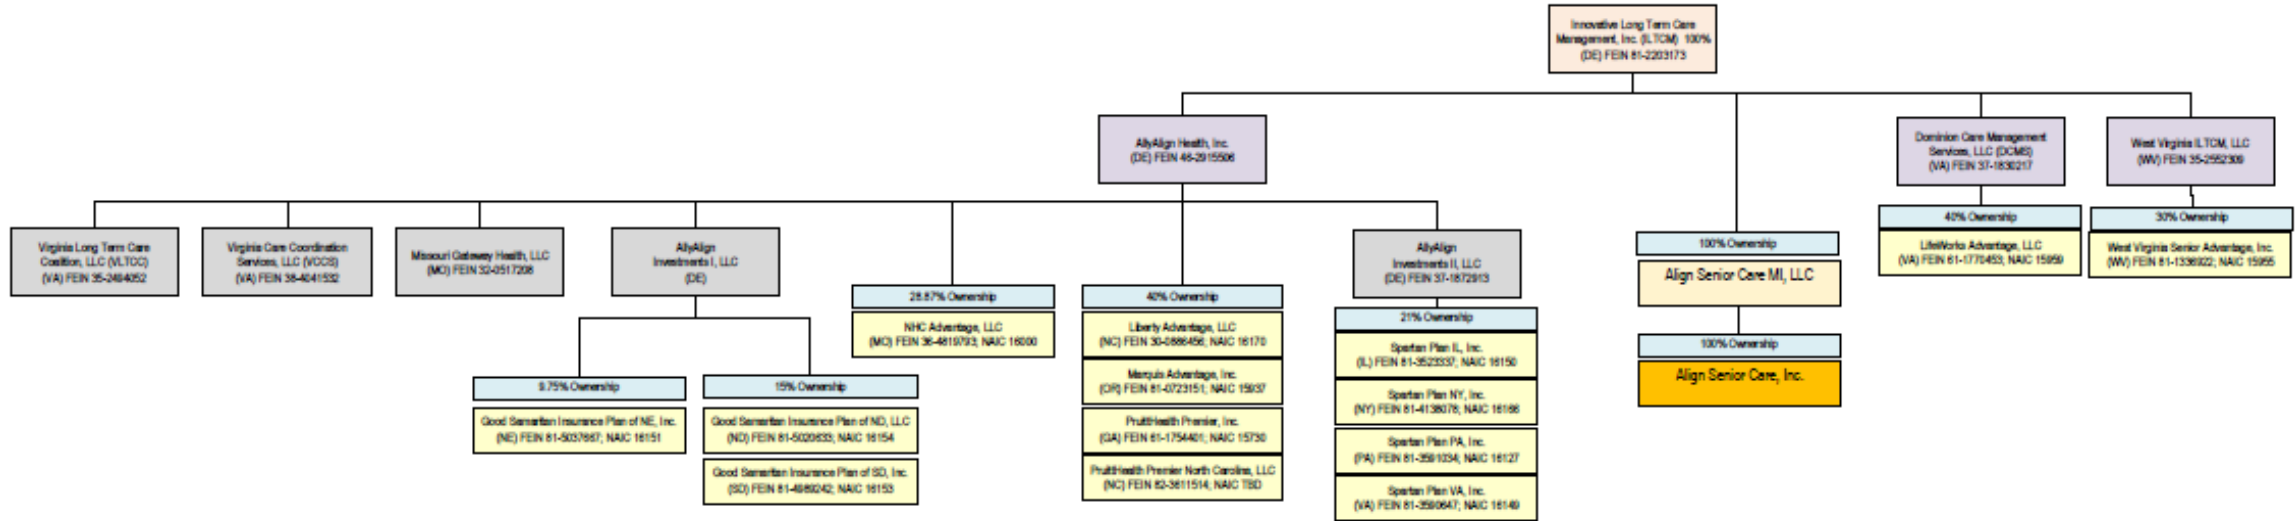 Innovative Long Term Care
Management, Inc. (ILTCM) 100%
(DE) FEIN 81-2203173
AllyAlign Health, Inc.
(DE) FEIN 46-2915506
Dominion Care Management
Services, LLC (DCMS)
(VA) FEIN 37-1830217
West Virginia ILTCM, LLC
(WV) FEIN 35-2552309
Virginia Long Term Care
Coalition, LLC (VLTCC)
(VA) FEIN 35-2494052
Virginia Care Coordination
Services, LLC (VCCS)
(VA) FEIN 38-4041532
Missouri Gateway Health, LLC
(MO) FEIN 32-0517208
AllyAlign
Investments I, LLC
(DE)
AllyAlign
Investments II, LLC
(DE) FEIN 37-1872913
28.87% Ownership
NHC Advantage, LLC
(MO) FEIN 36-4819793; NAIC 16000
40% Ownership
Liberty Advantage, LLC
(NC) FEIN 30-0886456; NAIC 16170
Marquis Advantage, Inc.
(OR) FEIN 81-0723151; NAIC 15937
PruittHealth Premier, Inc.
(GA) FEIN 61-1754401; NAIC 15730
PruittHealth Premier North Carolina, LLC
(NC) FEIN 82-3611514; NAIC TBD
21% Ownership
Spartan Plan IL, Inc.
(IL) FEIN 81-3523337; NAIC 16150
Spartan Plan NY, Inc.
(NY) FEIN 81-4138078; NAIC 16166
Spartan Plan PA, Inc.
(PA) FEIN 81-3591034; NAIC 16127
Spartan Plan VA, Inc.
(VA) FEIN 81-3590647; NAIC 16149
100% Ownership
Align Senior Care MI, LLC
100% Ownership
Align Senior Care, Inc.
40% Ownership
LifeWorks Advantage, LLC
(VA) FEIN 61-1770453; NAIC 15959
30% Ownership
West Virginia Senior Advantage, Inc.
(WV) FEIN 81-1336922; NAIC 15955
9.75% Ownership
Good Samaritan Insurance Plan of NE, Inc.
(NE) FEIN 81-5037667; NAIC 16151
15% Ownership
Good Samaritan Insurance Plan of ND, LLC
(ND) FEIN 81-5020633; NAIC 16154
Good Samaritan Insurance Plan of SD, Inc.
(SD) FEIN 81-4989242; NAIC 16153